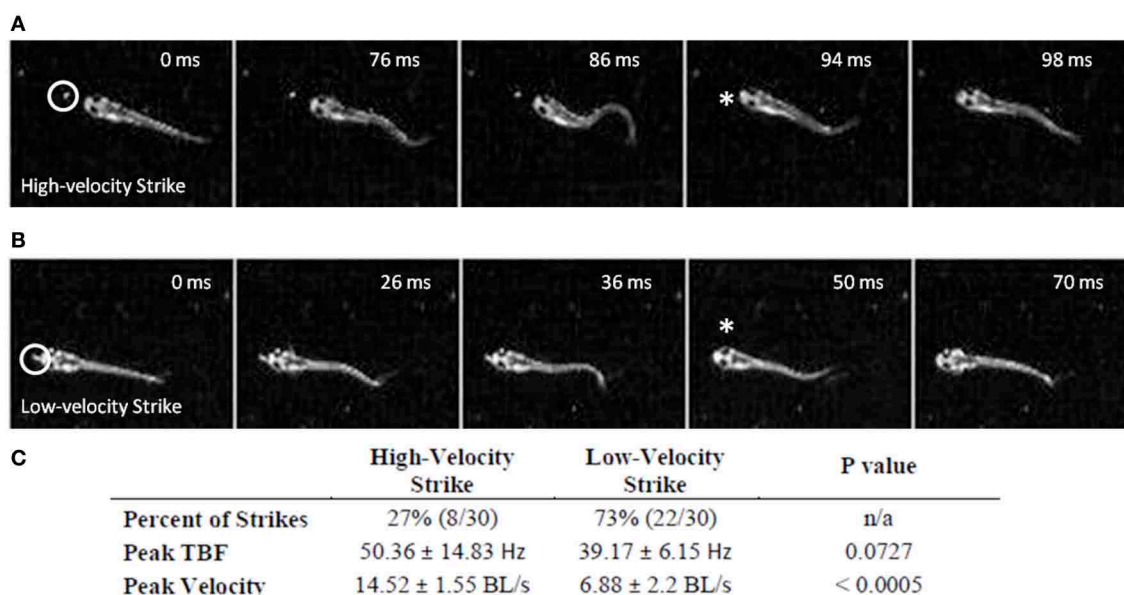 A
0 ms 76 ms 86 ms 94 ms 98 ms
*
High-velocity Strike
B
0 ms 26 ms 36 ms 50 ms 70 ms
*
Low-velocity Strike
C
High-Velocity Strike Low-Velocity Strike P value
Percent of Strikes 27% (8/30) 73% (22/30) n/a
Peak TBF 50.36 ± 14.83 Hz 39.17 ± 6.15 Hz 0.0727
Peak Velocity 14.52 ± 1.55 BL/s 6.88 ± 2.2 BL/s < 0.0005